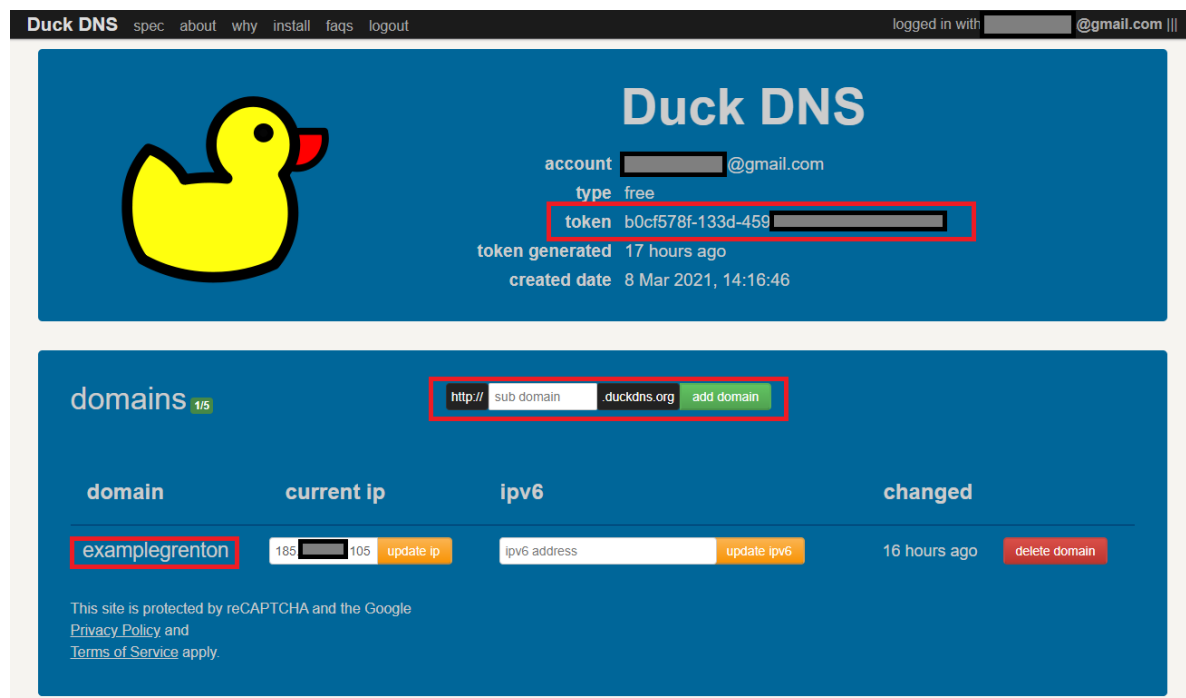 Duck DNS spec about why install faqs logout logged in with @gmail.com |||
Duck DNS
account @gmail.com
type free
token b0cf578f-133d-459
token generated 17 hours ago
created date 8 Mar 2021, 14:16:46
domains 1/5 http:// sub domain .duckdns.org add domain
domain current ip ipv6 changed
examplegrenton 185. 105 update ip ipv6 address update ipv6 16 hours ago delete domain
This site is protected by reCAPTCHA and the Google
Privacy Policy and
Terms of Service apply.